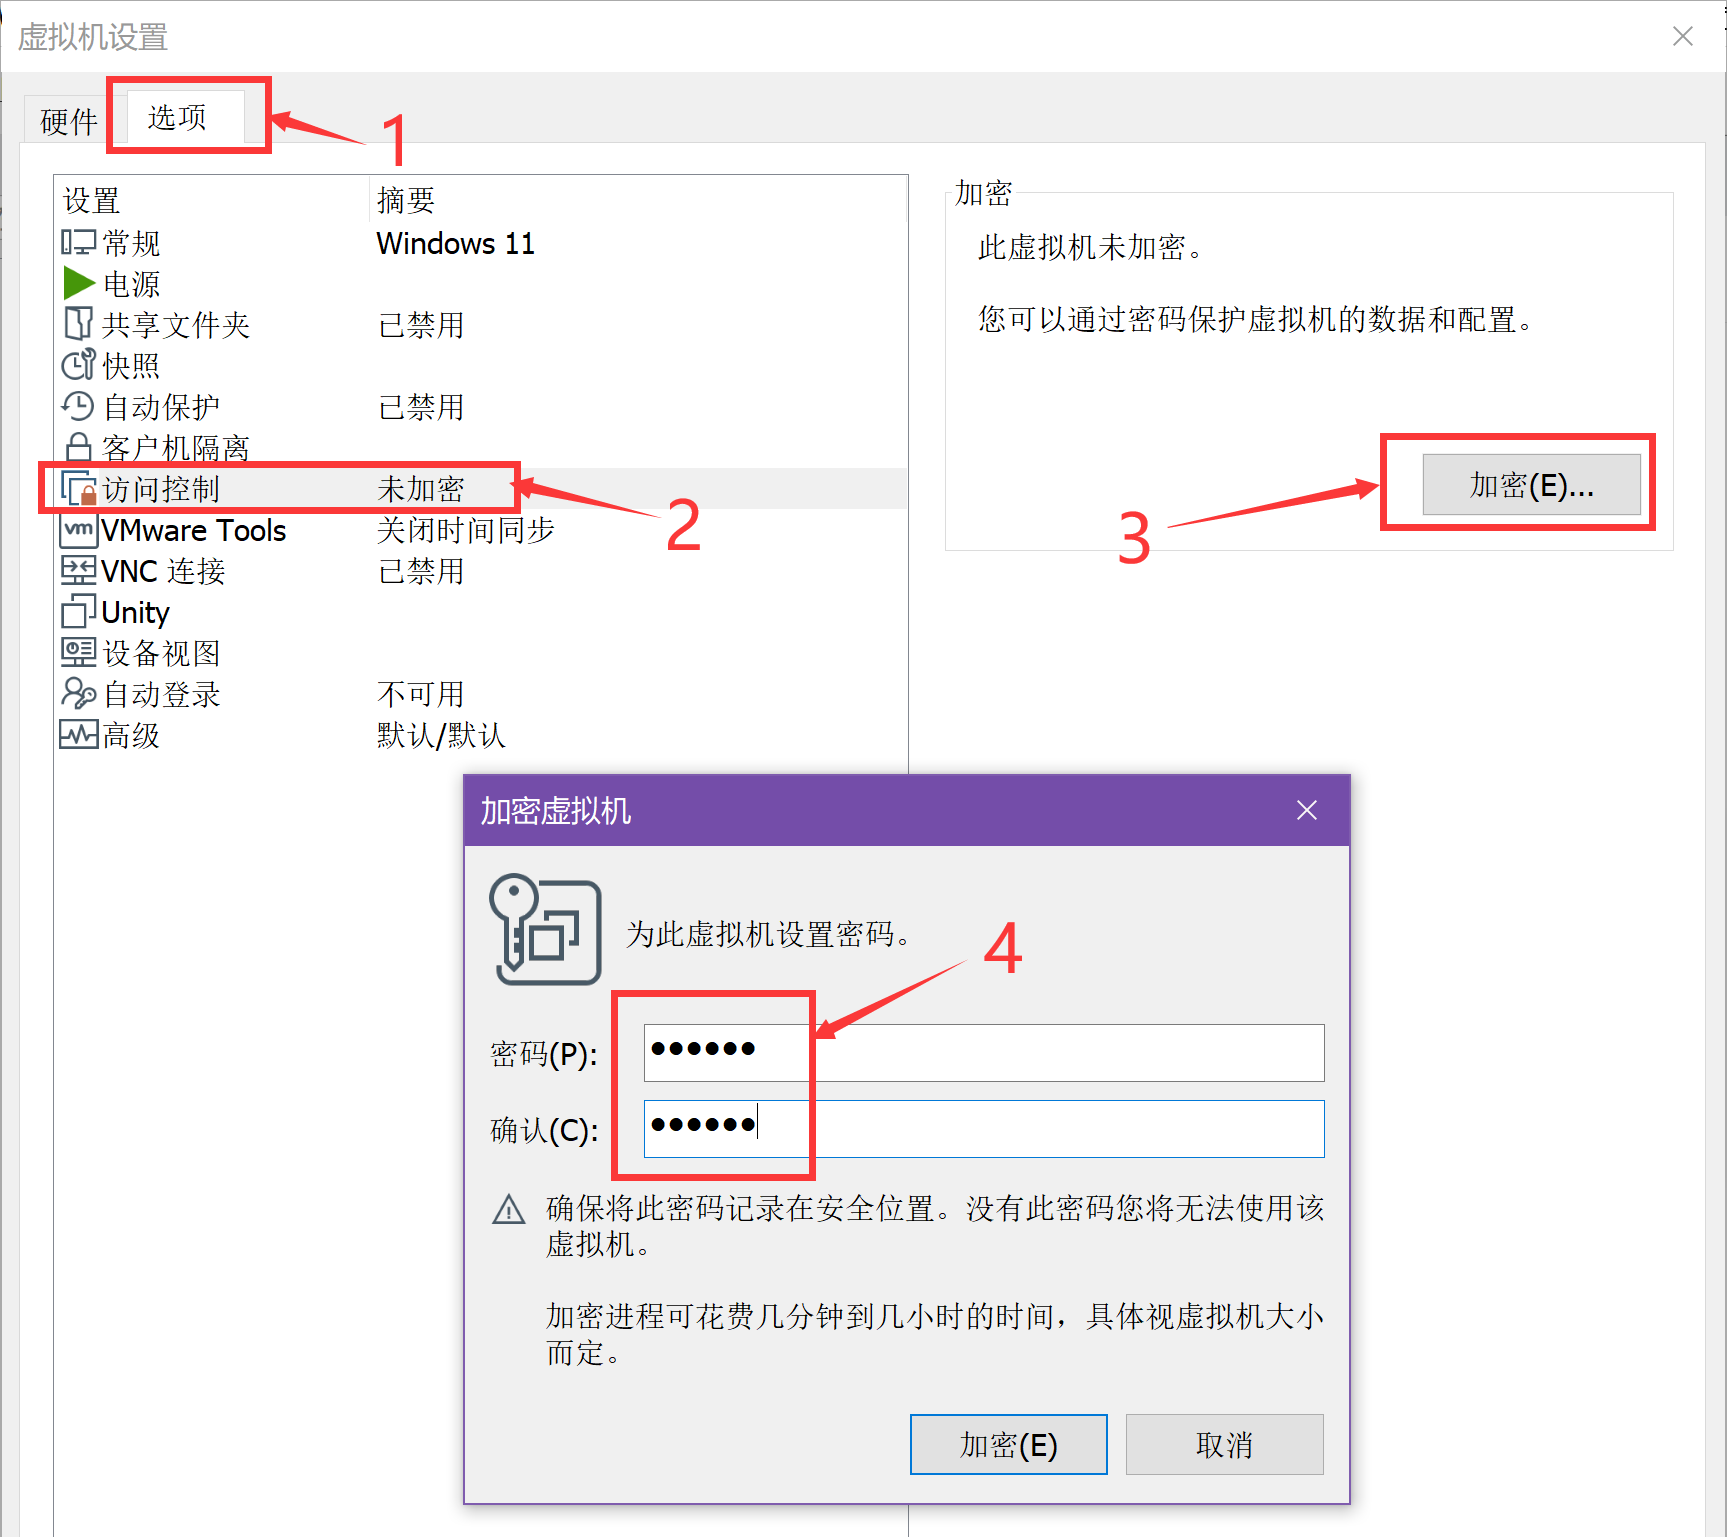 虚拟机设置
硬件
选项
1
设置 摘要
常规 Windows 11
电源
共享文件夹 已禁用
快照
自动保护 已禁用
客户机隔离
访问控制 未加密
2
vm VMware Tools 关闭时间同步
VNC 连接 已禁用
Unity
设备视图
自动登录 不可用
高级 默认/默认
加密
此虚拟机未加密。
您可以通过密码保护虚拟机的数据和配置。
加密(E)...
3
加密虚拟机
为此虚拟机设置密码。
4
密码(P): ●●●●●●
确认(C): ●●●●●●
确保将此密码记录在安全位置。没有此密码您将无法使用该
虚拟机。
加密进程可花费几分钟到几小时的时间，具体视虚拟机大小
而定。
加密(E)
取消